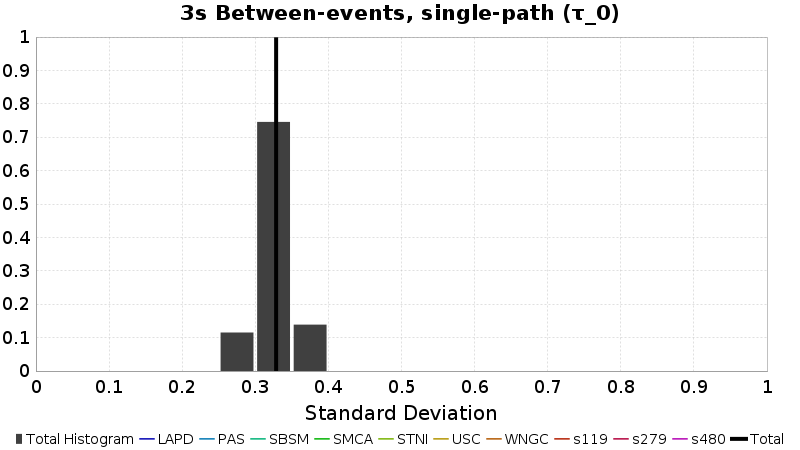 3s Between-events, single-path (τ_0)
1
0.9
0.8
0.7
0.6
0.5
0.4
0.3
0.2
0.1
0
0 0.1 0.2 0.3 0.4 0.5 0.6 0.7 0.8 0.9 1
Standard Deviation
Total Histogram LAPD PAS SBSM SMCA STNI USC WNGC s119 s279 s480 Total